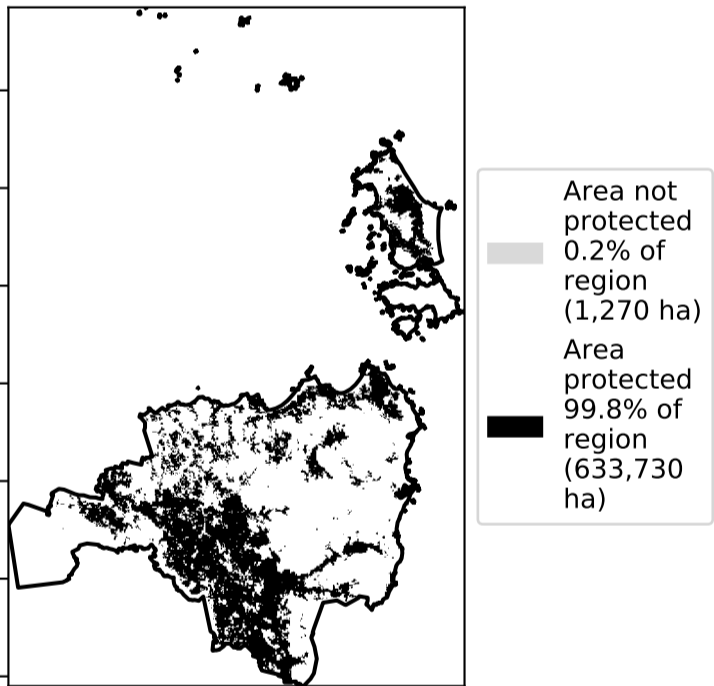 Area not
protected
0.2% of
region
(1,270 ha)
Area
protected
99.8% of
region
(633,730
ha)